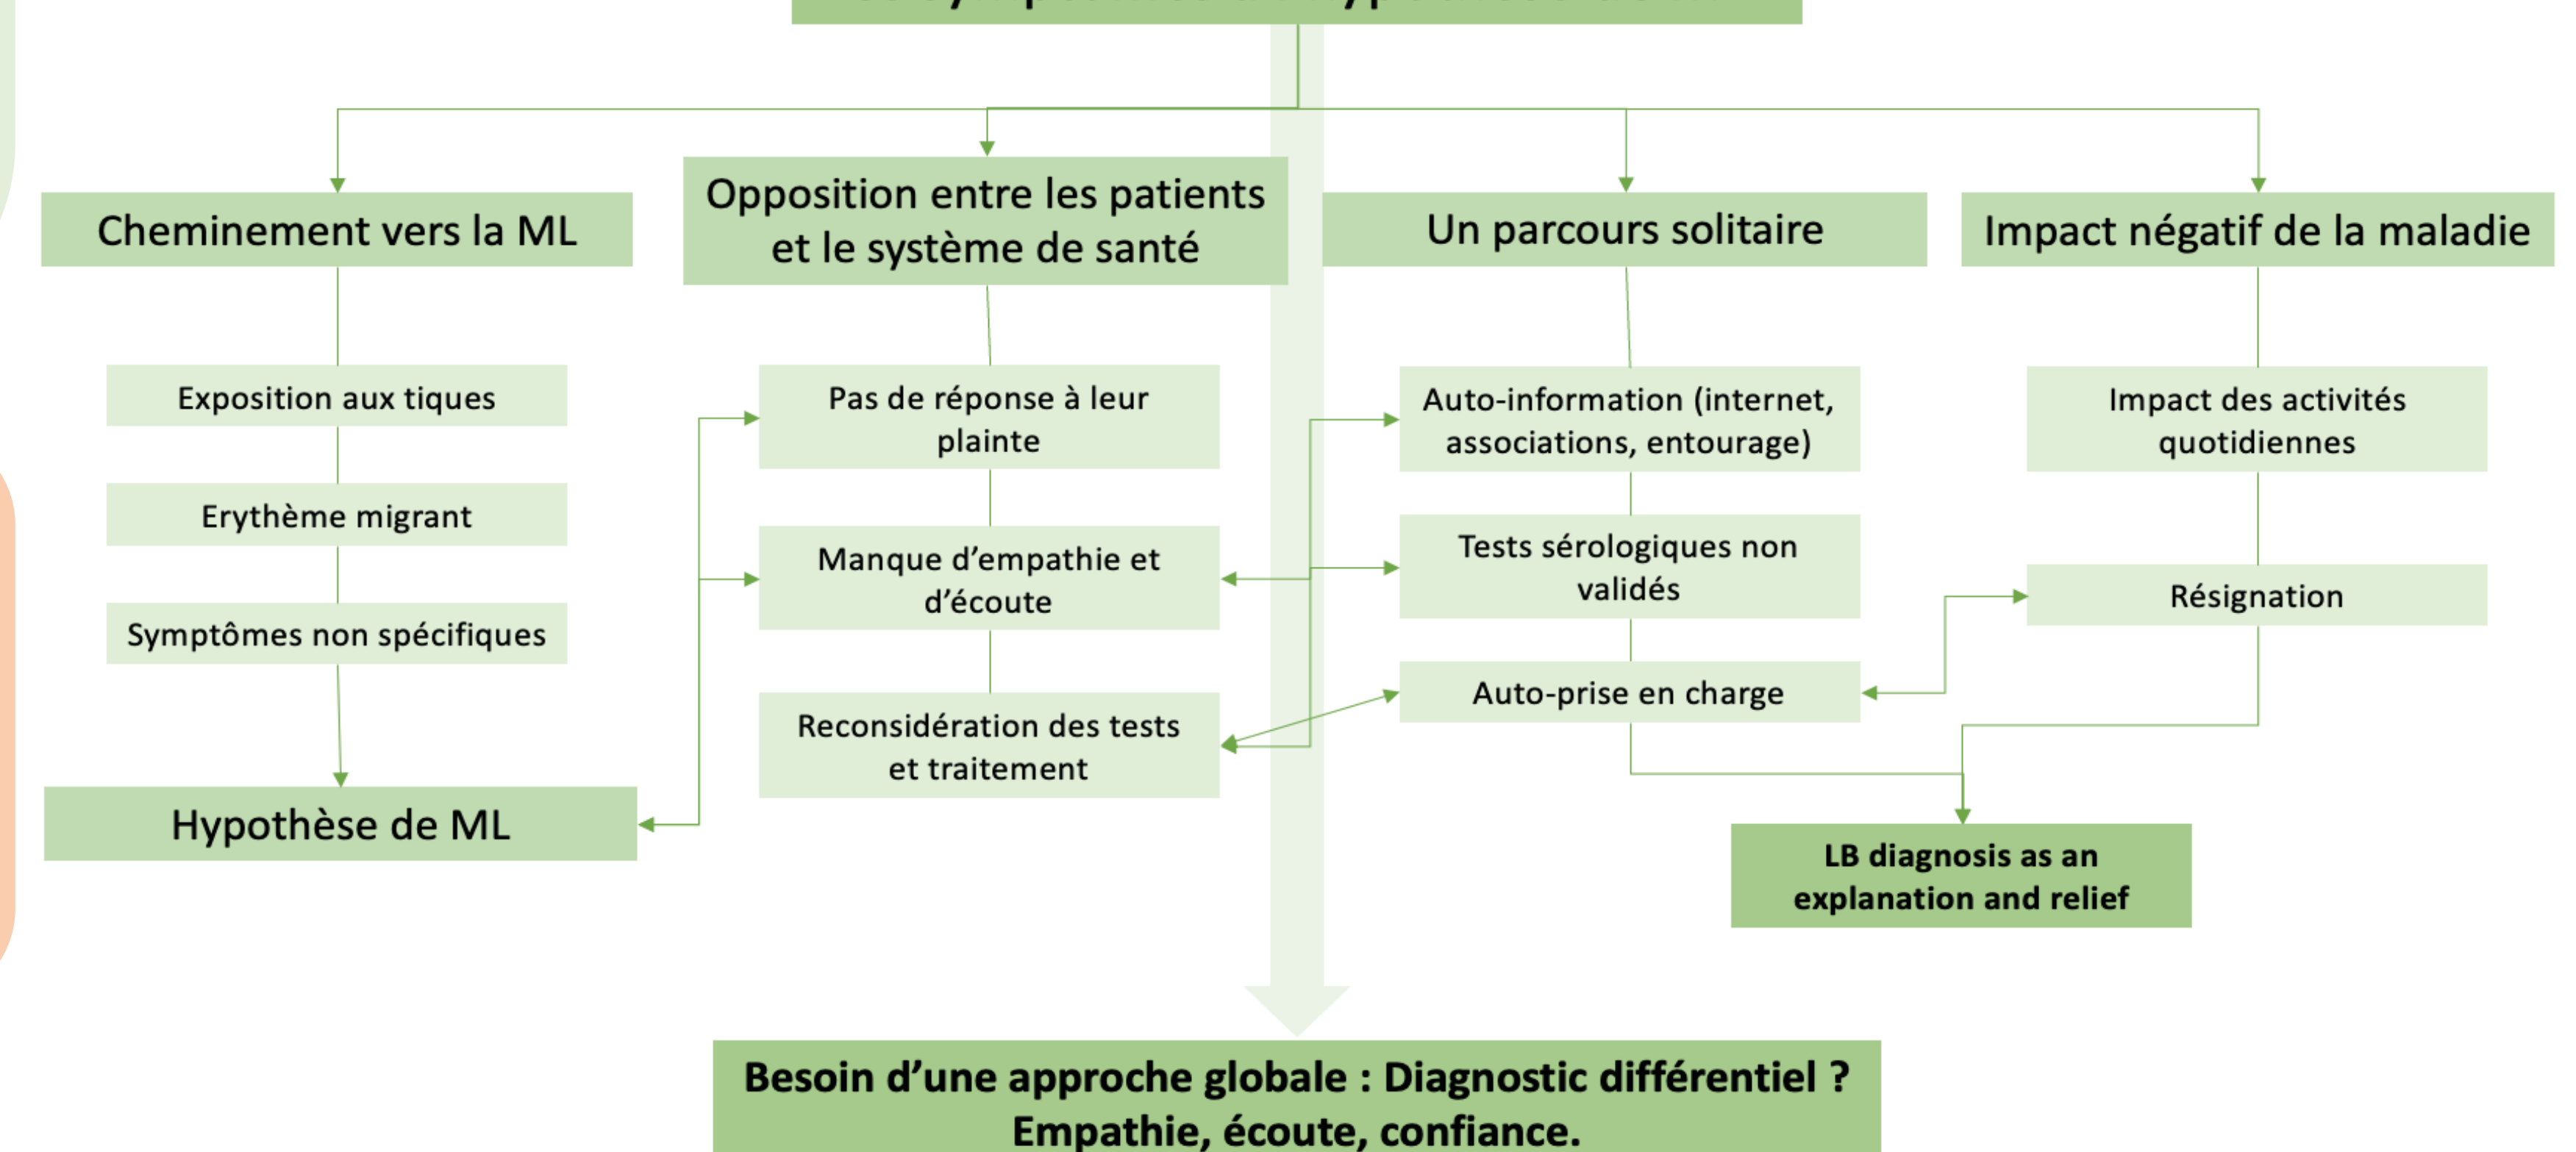 Cheminement vers la ML
Opposition entre les patients
et le système de santé
Un parcours solitaire
Impact négatif de la maladie
Exposition aux tiques
Erythème migrant
Symptômes non spécifiques
Hypothèse de ML
Pas de réponse à leur
plainte
Manque d’empathie et
d’écoute
Reconsidération des tests
et traitement
Auto-information (internet,
associations, entourage)
Tests sérologiques non
validés
Auto-prise en charge
Impact des activités
quotidiennes
Résignation
LB diagnosis as an
explanation and relief
Besoin d’une approche globale : Diagnostic différentiel ?
Empathie, écoute, confiance.